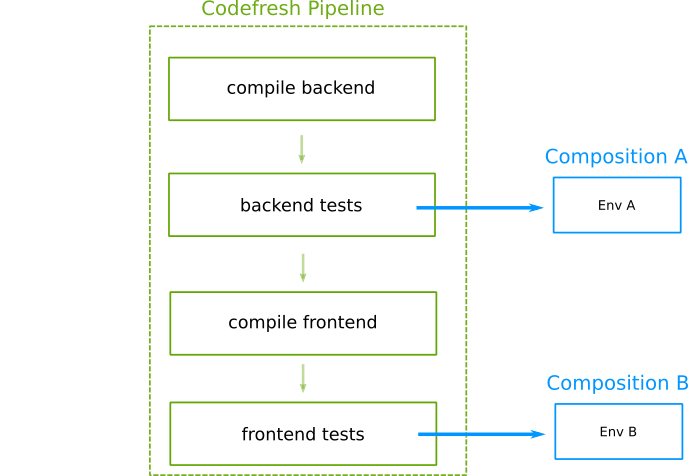 Codefresh Pipeline
compile backend
Composition A
backend tests
Env A
compile frontend
Composition B
frontend tests
Env B